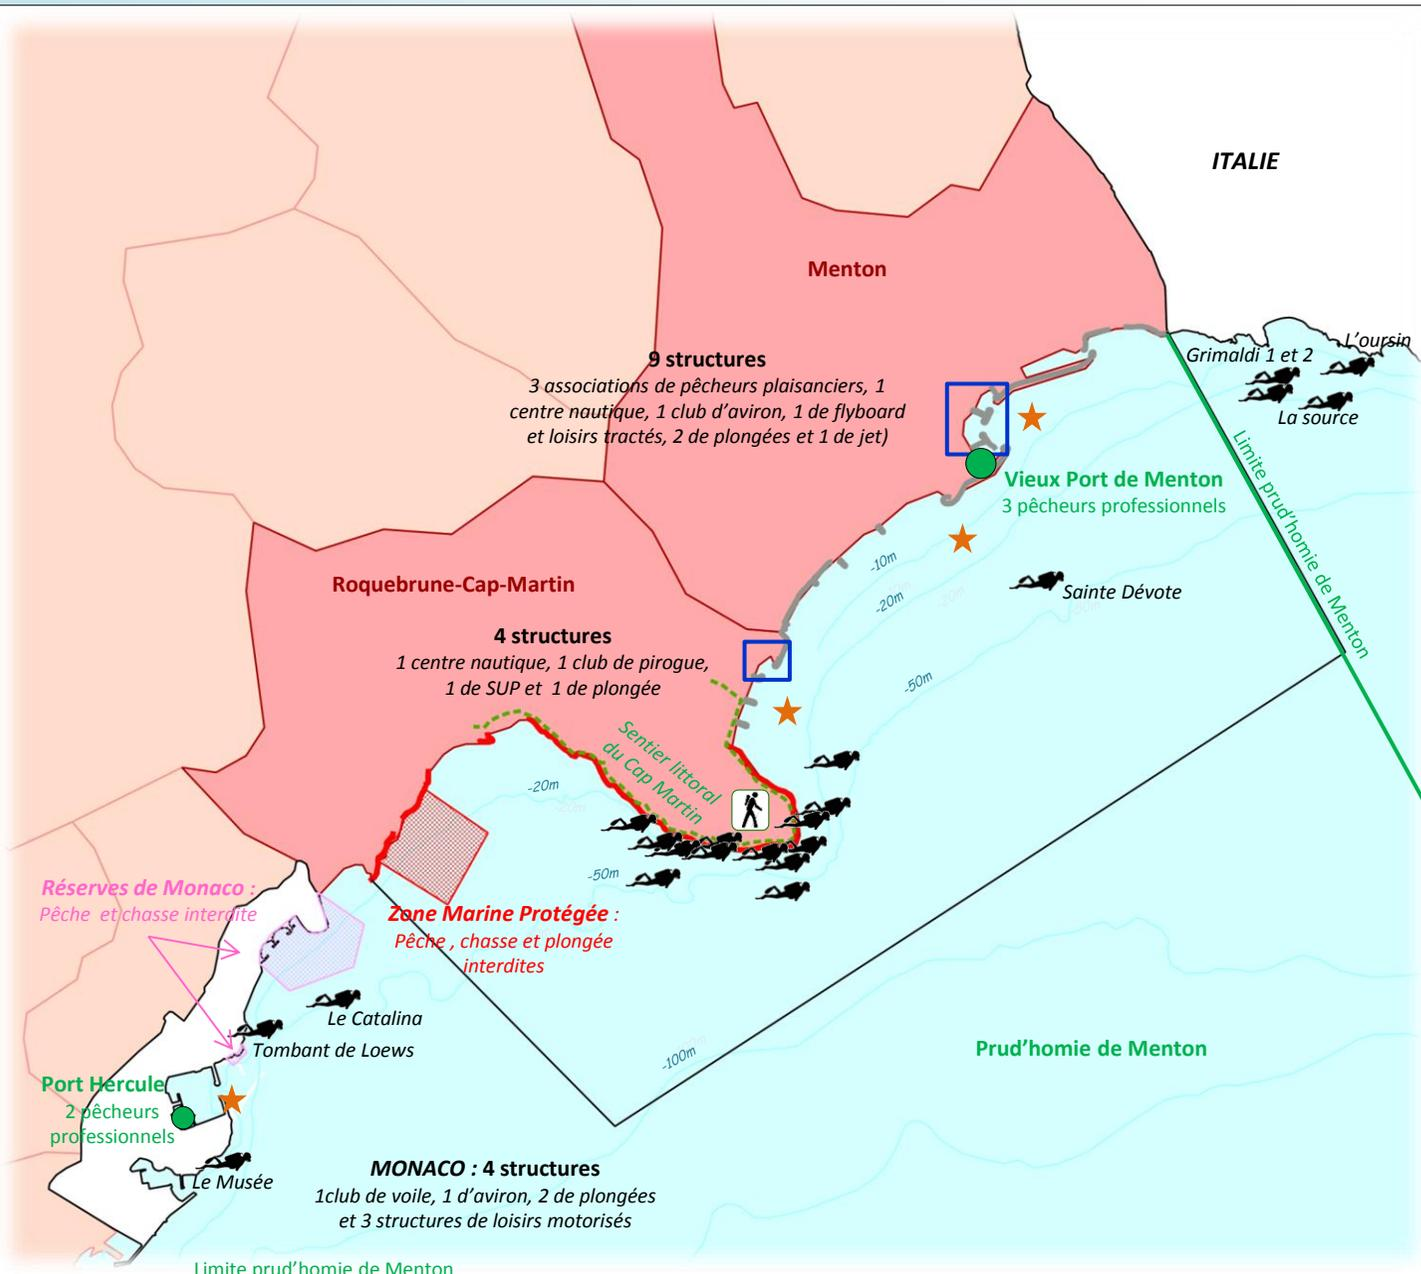 ITALIE
Menton
L'oursin
Grimaldi 1 et 2
La source
9 structures
3 associations de pêcheurs plaisanciers, 1
centre nautique, 1 club d'aviron, 1 de flyboard
et loisirs tractés, 2 de plongées et 1 de jet)
Limite prud'homie de Menton
Vieux Port de Menton
3 pêcheurs professionnels
-10m
-20m
-20m
Sainte Dévote
-50m
-50m
Roquebrune-Cap-Martin
4 structures
1 centre nautique, 1 club de pirogue,
1 de SUP et 1 de plongée
Sentier littoral
du Cap Martin
-20m
-50m
Réserves de Monaco :
Pêche et chasse interdite
Zone Marine Protégée :
Pêche , chasse et plongée
interdites
Le Catalina
Tombant de Loews
-100m
Prud'homie de Menton
Port Hercule
2 pêcheurs
professionnels
Le Musée
MONACO : 4 structures
1club de voile, 1 d'aviron, 2 de plongées
et 3 structures de loisirs motorisés
Limite prud'homie de Menton